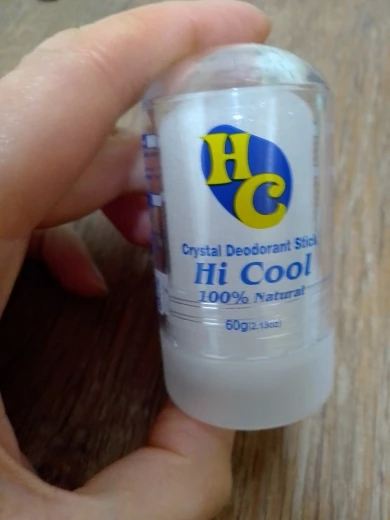 HC
Crystal Deodorant Stick
Hi Cool
100% Natural
60g(2.13oz)